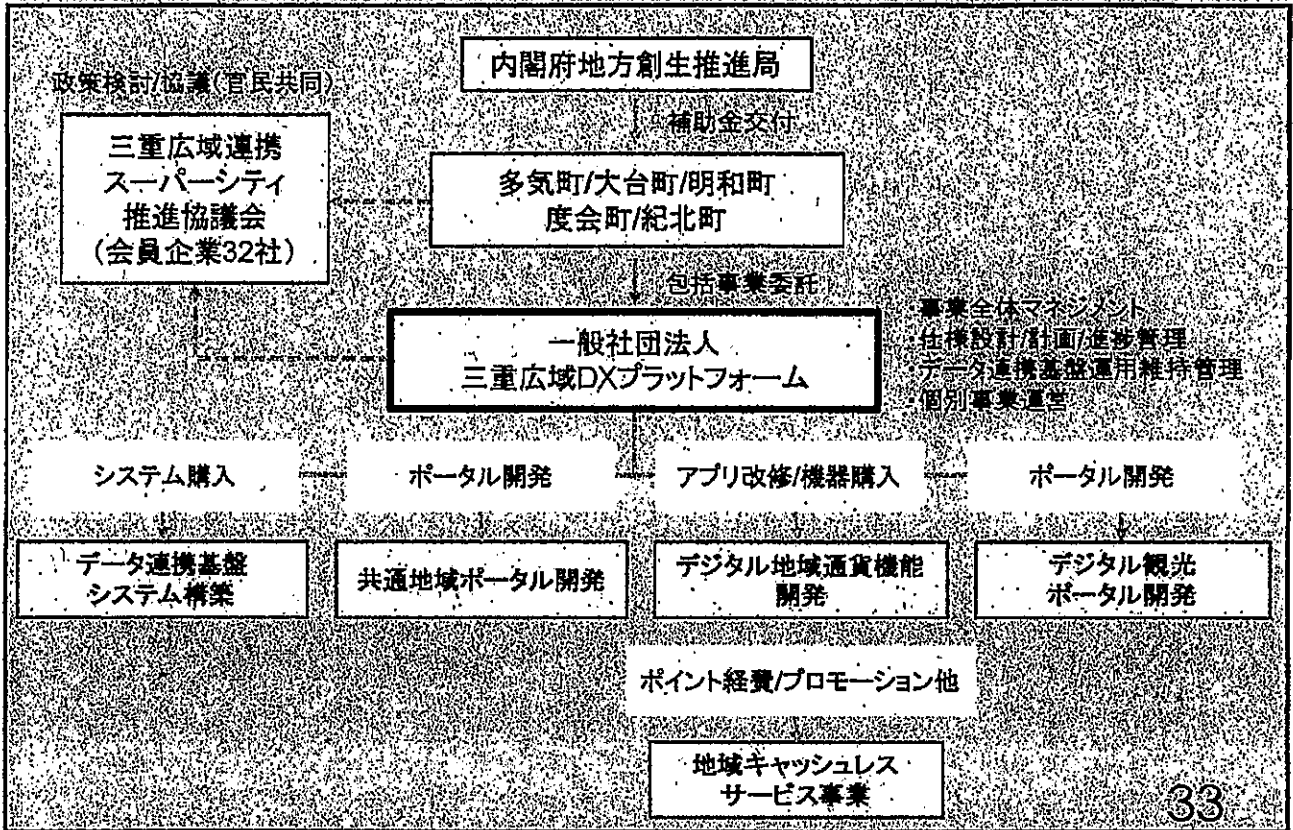 内閣府地方創生推進局
政策検討/協議(官民共同)
補助金交付
三重広域連携
スーパーシティ
推進協議会
(会員企業32社)
多気町/大台町/明和町
度会町/紀北町
包括事業委託
一般社団法人
三重広域DXプラットフォーム
事業全体マネジメント
仕様設計/計画/進捗管理
データ連携基盤運用維持管理
個別事業運営
システム購入
ポータル開発
アプリ改修/機器購入
ポータル開発
データ連携基盤
システム構築
共通地域ポータル開発
デジタル地域通貨機能
開発
デジタル観光
ポータル開発
ポイント経費/プロモーション他
地域キャッシュレス
サービス事業
33